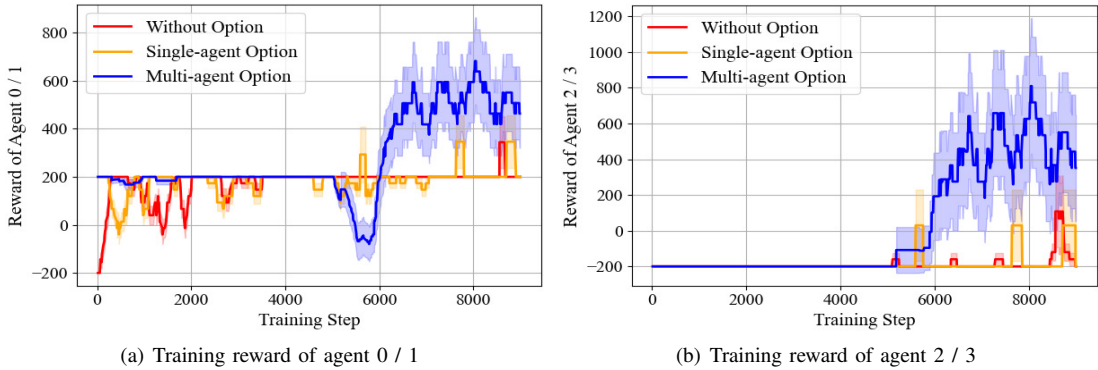 Without Option
Single-agent Option
Multi-agent Option
800
600
400
200
0
−200
Reward of Agent 0 / 1
0
2000
4000
6000
8000
Training Step
(a) Training reward of agent 0 / 1
Without Option
Single-agent Option
Multi-agent Option
1200
1000
800
600
400
200
0
−200
Reward of Agent 2 / 3
0
2000
4000
6000
8000
Training Step
(b) Training reward of agent 2 / 3